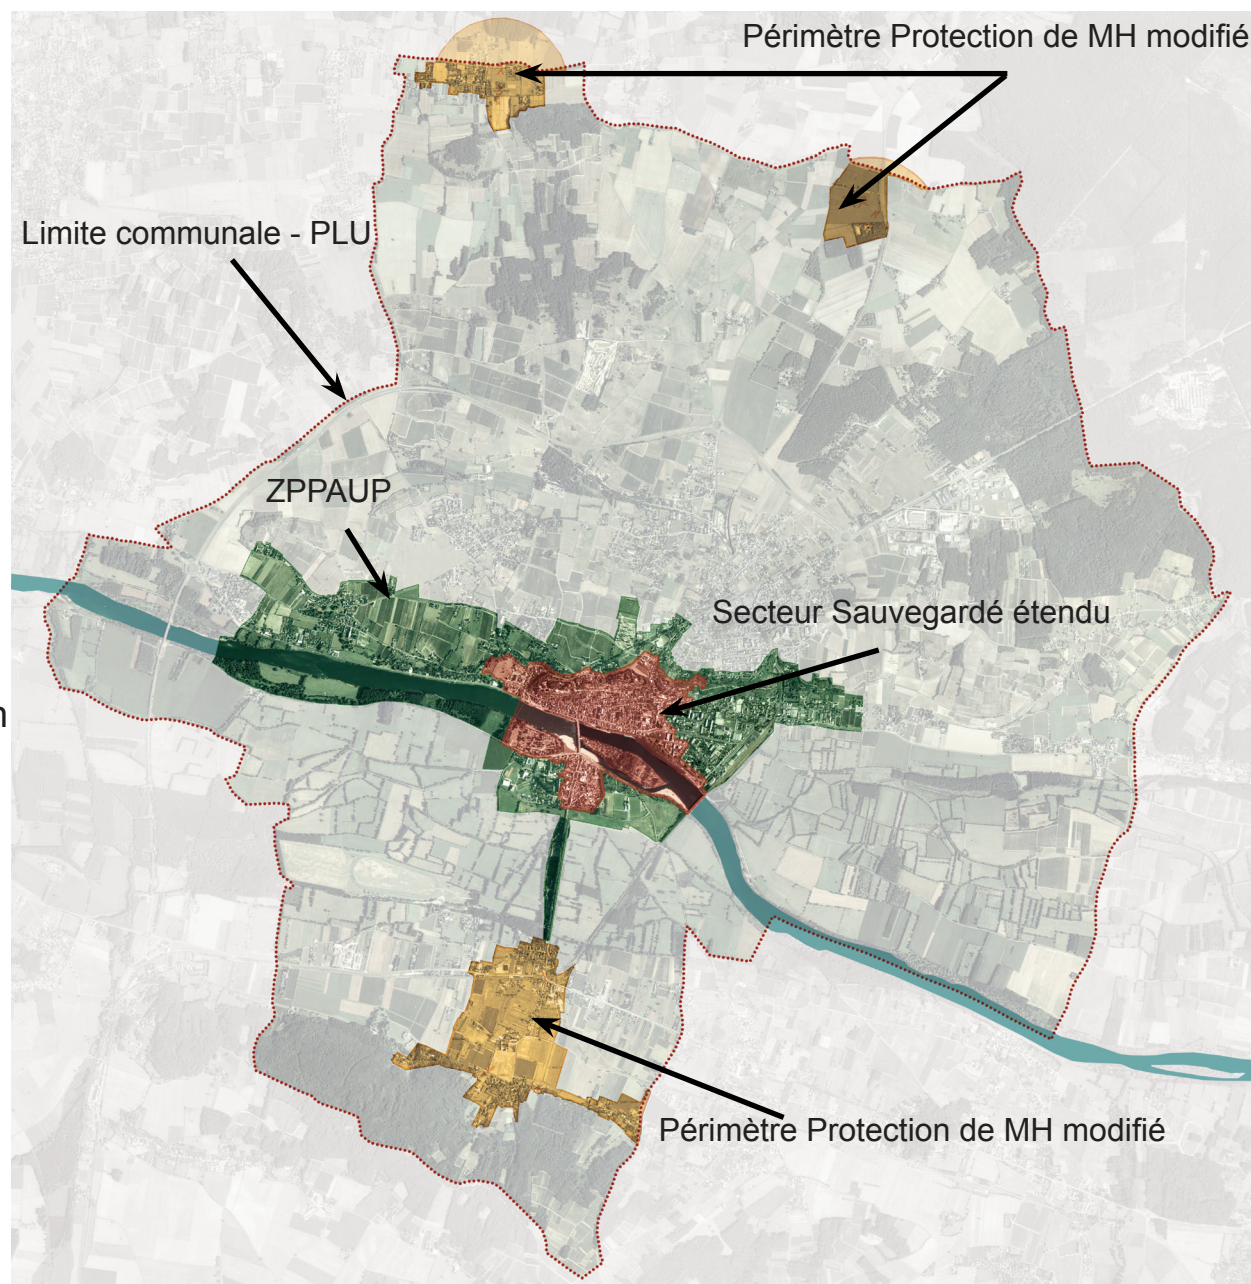 Périmètre Protection de MH modifié
Limite communale - PLU
ZPPAUP
Secteur Sauvegardé étendu
n
Périmètre Protection de MH modifié